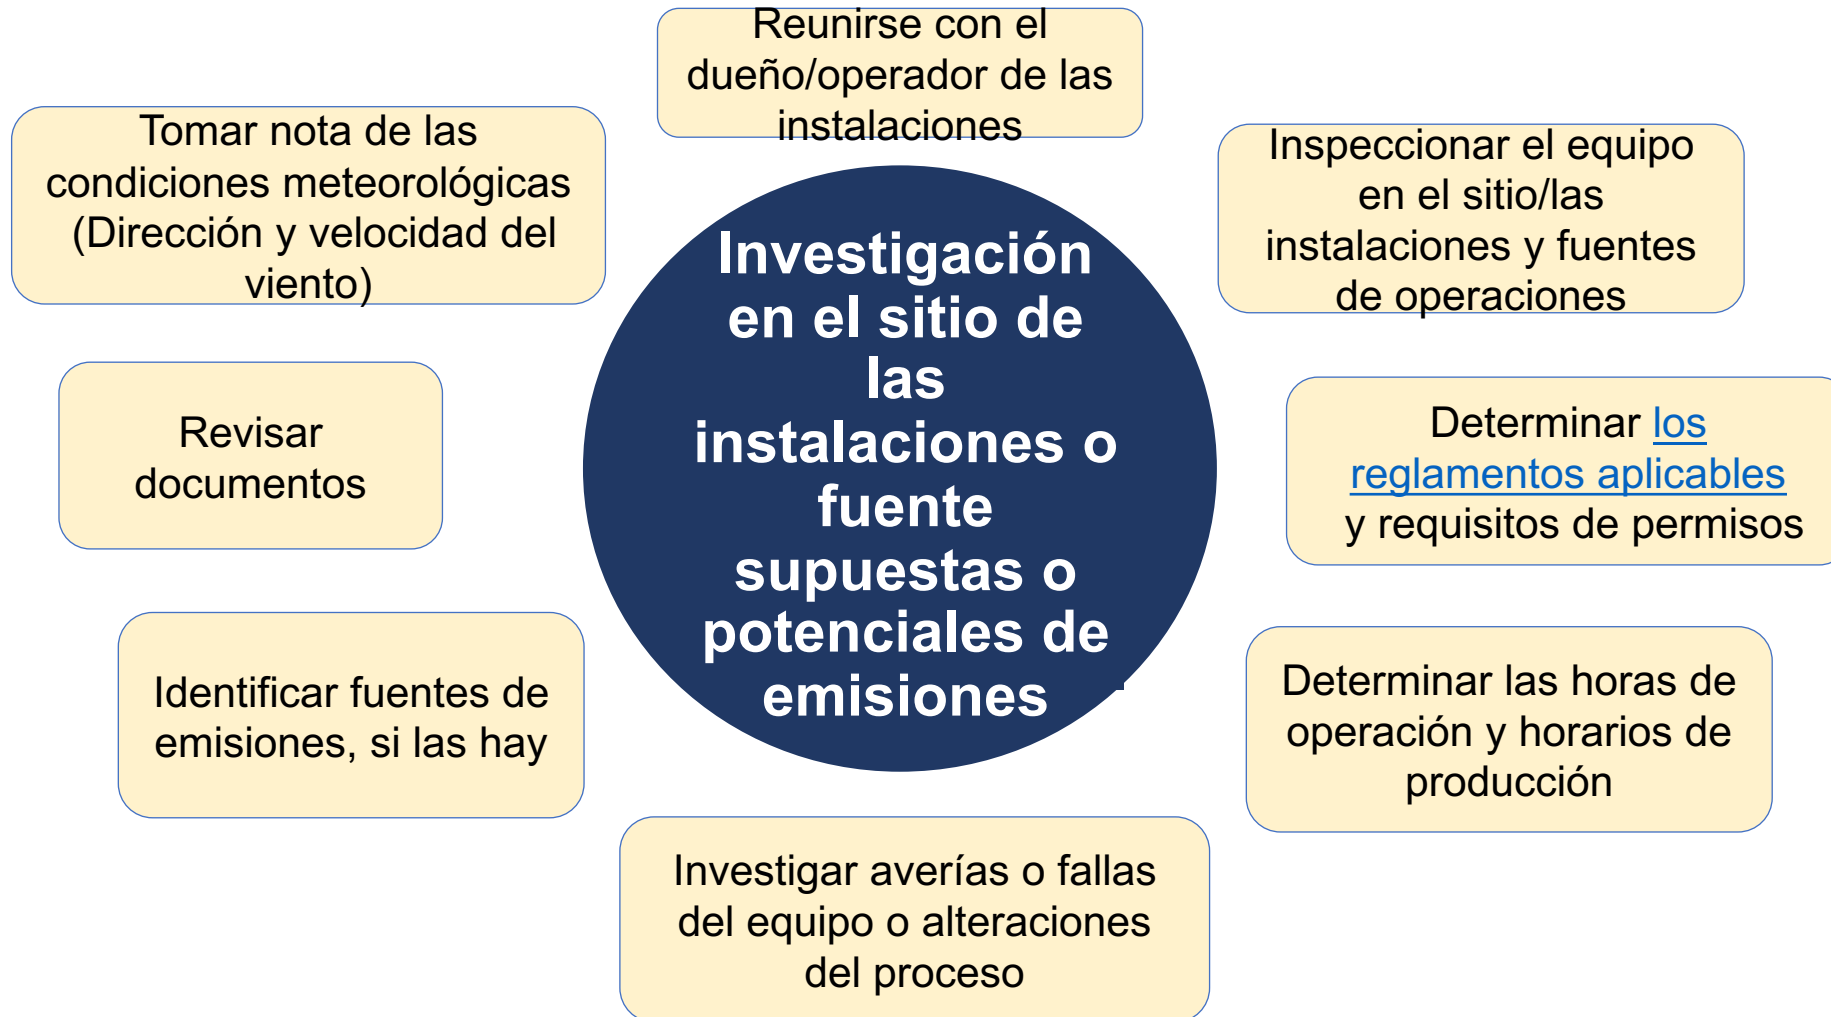 Reunirse con el
dueño/operador de las
instalaciones
Tomar nota de las
condiciones meteorológicas
(Dirección y velocidad del
viento)
Inspeccionar el equipo
en el sitio/las
instalaciones y fuentes
de operaciones
Investigación
en el sitio de
las
instalaciones o
fuente
supuestas o
potenciales de
emisiones
Revisar
documentos
Determinar los
reglamentos aplicables
y requisitos de permisos
Identificar fuentes de
emisiones, si las hay
Determinar las horas de
operación y horarios de
producción
Investigar averías o fallas
del equipo o alteraciones
del proceso